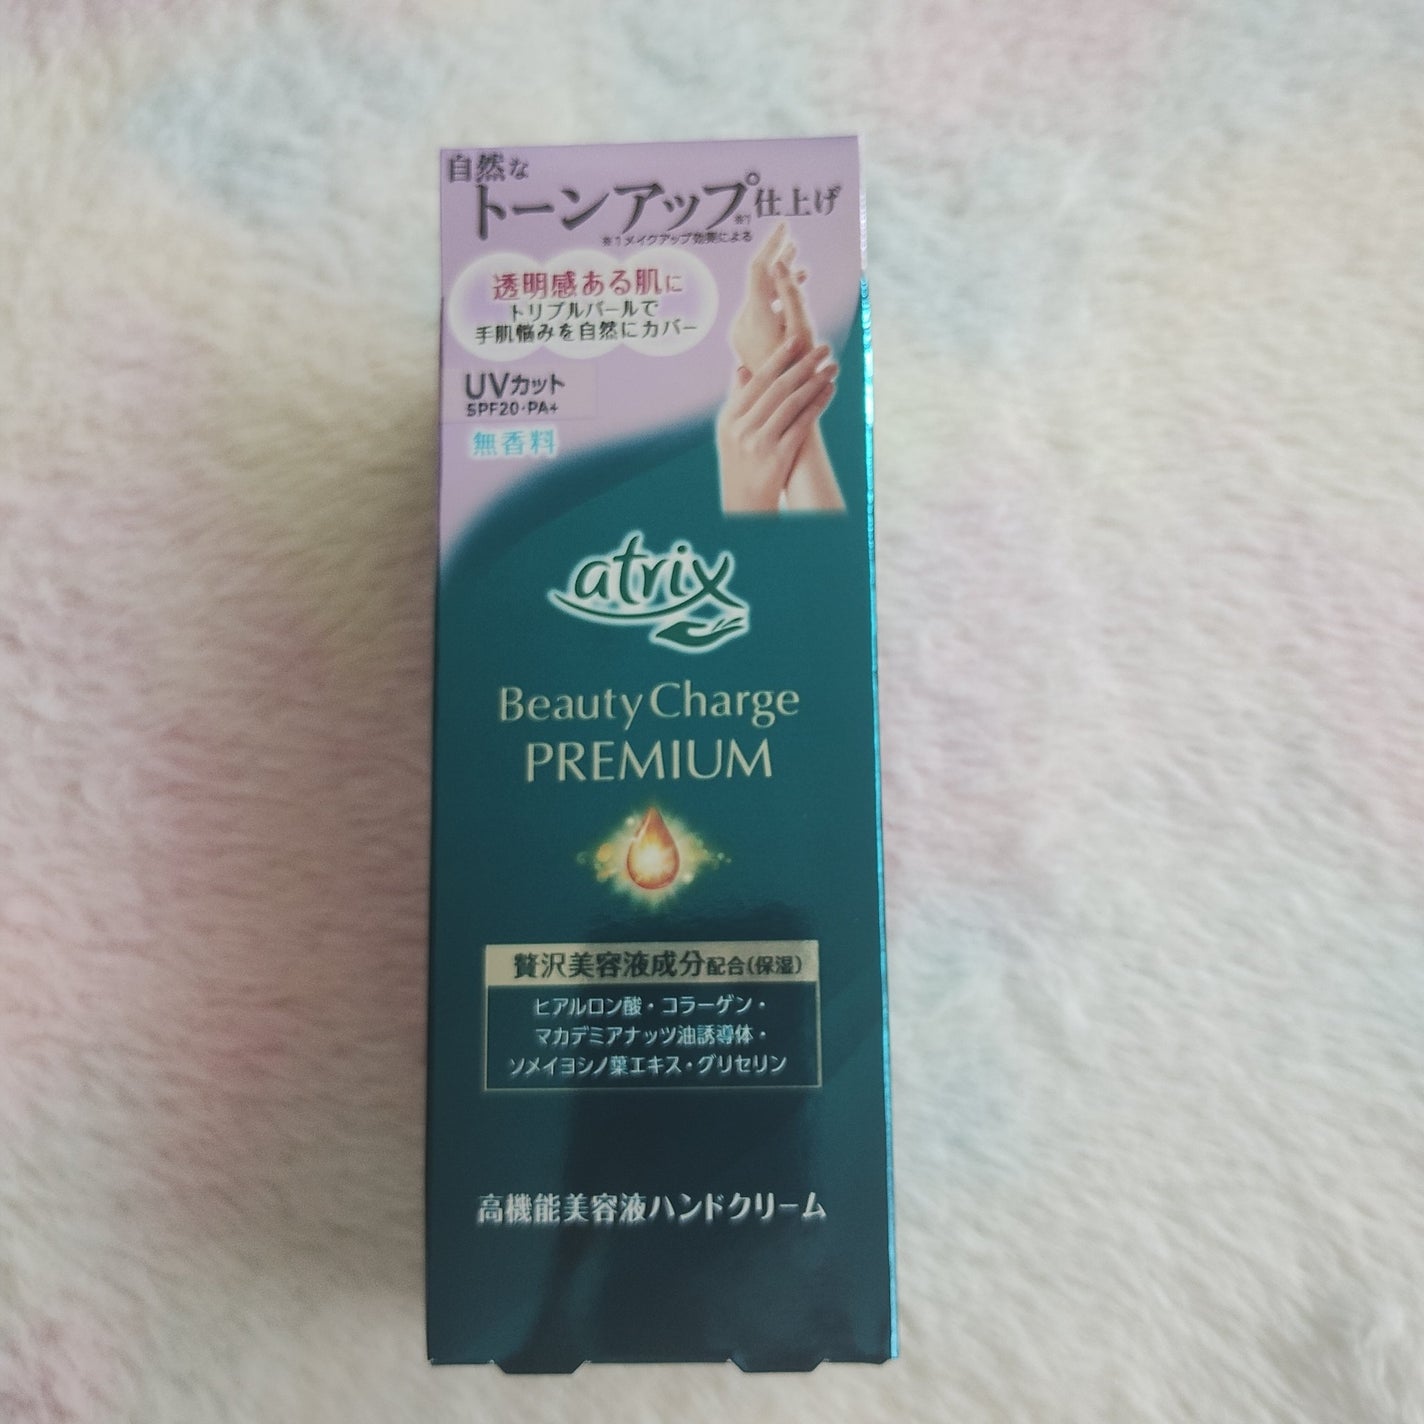 自然な
トーンアップ※1仕上げ
※1メイクアップ効果による
透明感ある肌に
トリプルパールで
手肌悩みを自然にカバー
UVカット
SPF20・PA+
無香料
atrix
Beauty Charge
PREMIUM
贅沢美容液成分配合(保湿)
ヒアルロン酸・コラーゲン・
マカデミアナッツ油誘導体・
ソメイヨシノ葉エキス・グリセリン
高機能美容液ハンドクリーム